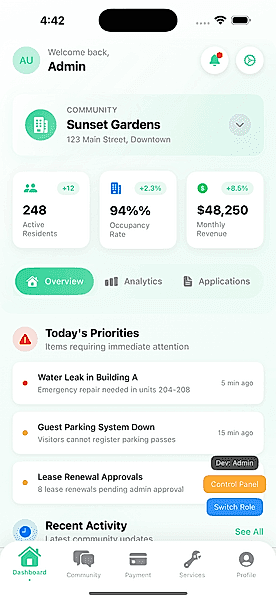 4:42
AU
Welcome back,
Admin
COMMUNITY
Sunset Gardens
123 Main Street, Downtown
+12
248
Active
Residents
+2.3%
94%%
Occupancy
Rate
+8.5%
$48,250
Monthly
Revenue
Overview
Analytics
Applications
Today's Priorities
Items requiring immediate attention
Water Leak in Building A
Emergency repair needed in units 204-208
5 min ago
Guest Parking System Down
Visitors cannot register parking passes
15 min ago
Lease Renewal Approvals
8 lease renewals pending admin approval
Dev: Admin
Control Panel
Switch Role
Recent Activity
See All
Latest community updates
Dashboard
Community
Payment
Services
Profile